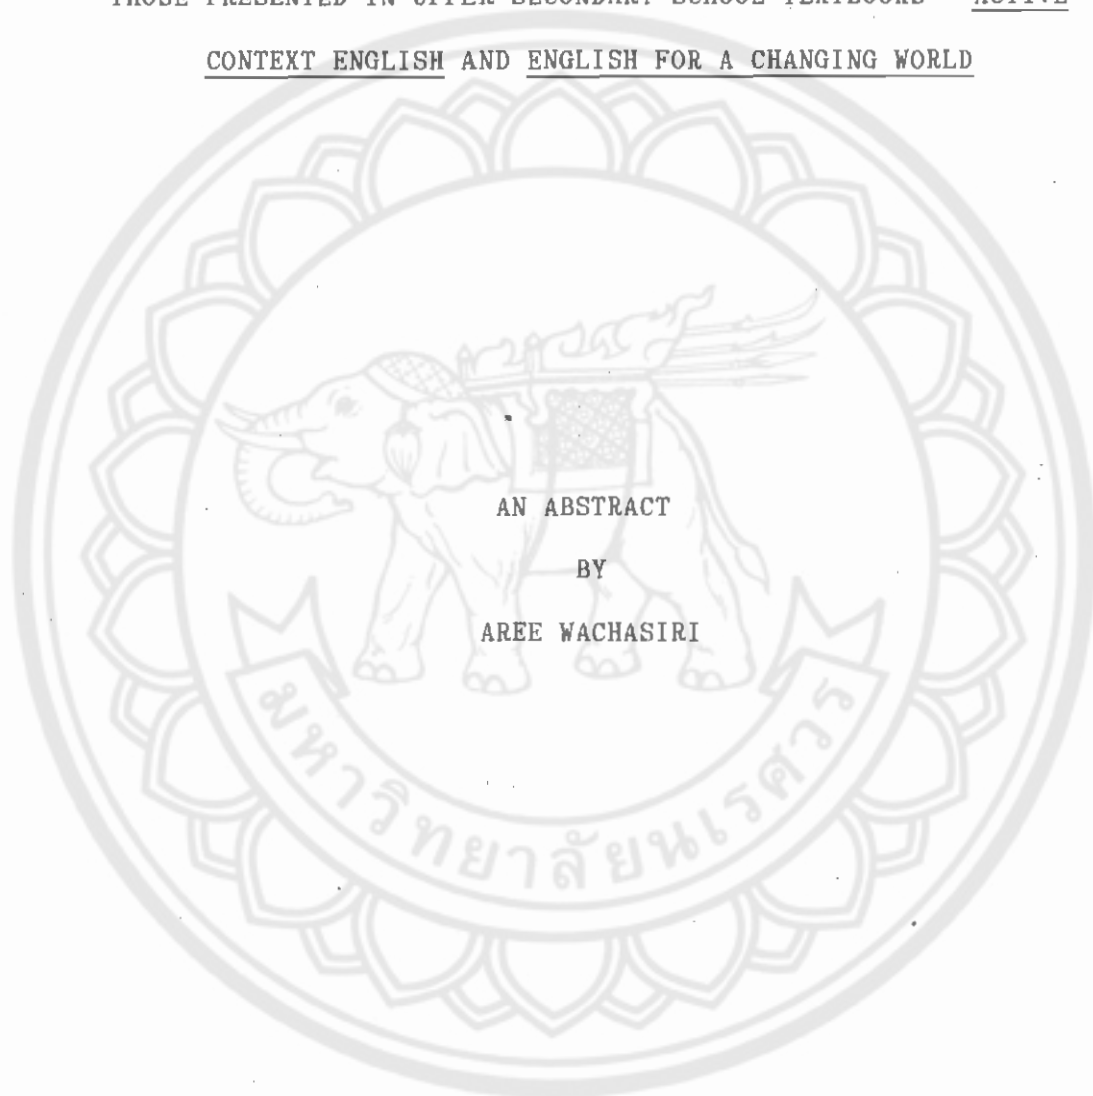 THOSE PRESENTED IN UPPER SECONDARY SCHOOL TEXTBOOKS ACTIVE
CONTEXT ENGLISH AND ENGLISH FOR A CHANGING WORLD
AN ABSTRACT
BY
AREE WACHASIRI
มหาวิทยาลัยนเรศวร